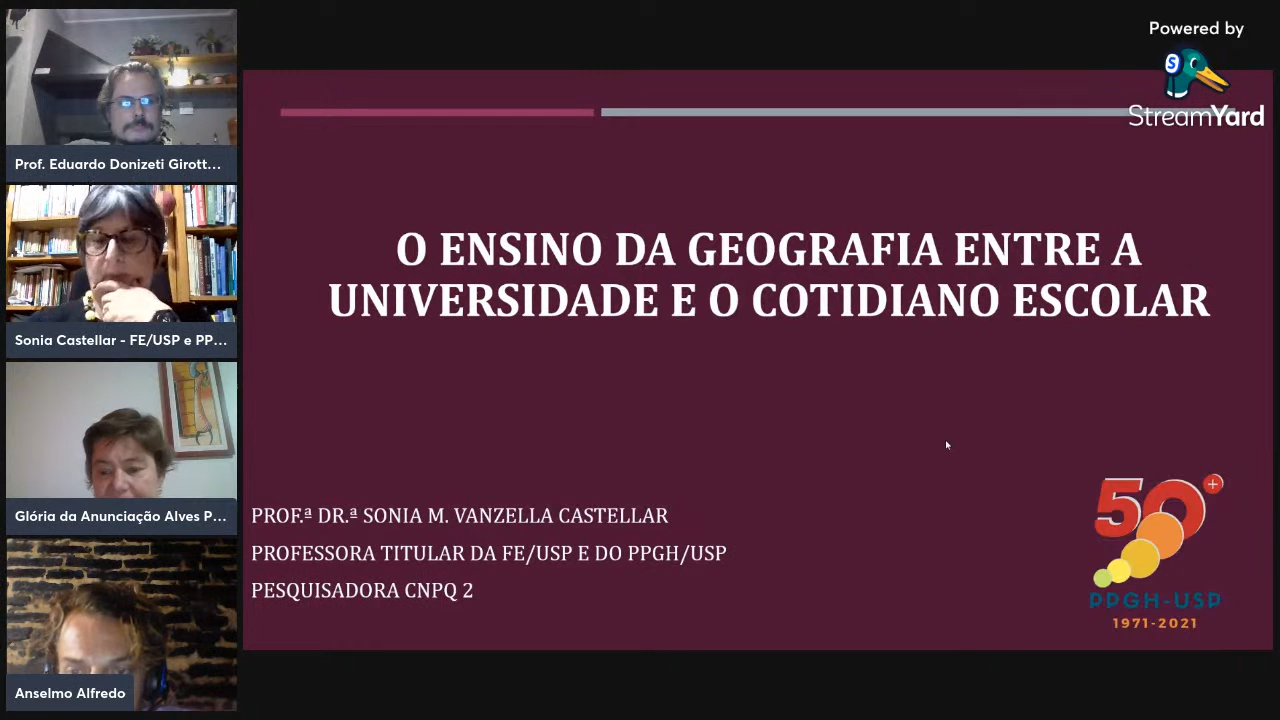 Prof. Eduardo Donizeti Girott...
Sonia Castellar - FE/USP e PP...
Glória da Anunciação Alves P...
Anselmo Alfredo
Powered by
S
StreamYard
O ENSINO DA GEOGRAFIA ENTRE A
UNIVERSIDADE E O COTIDIANO ESCOLAR
PROF.ª DR.ª SONIA M. VANZELLA CASTELLAR
PROFESSORA TITULAR DA FE/USP E DO PPGH/USP
PESQUISADORA CNPQ 2
50+
PPGH-USP
1971-2021